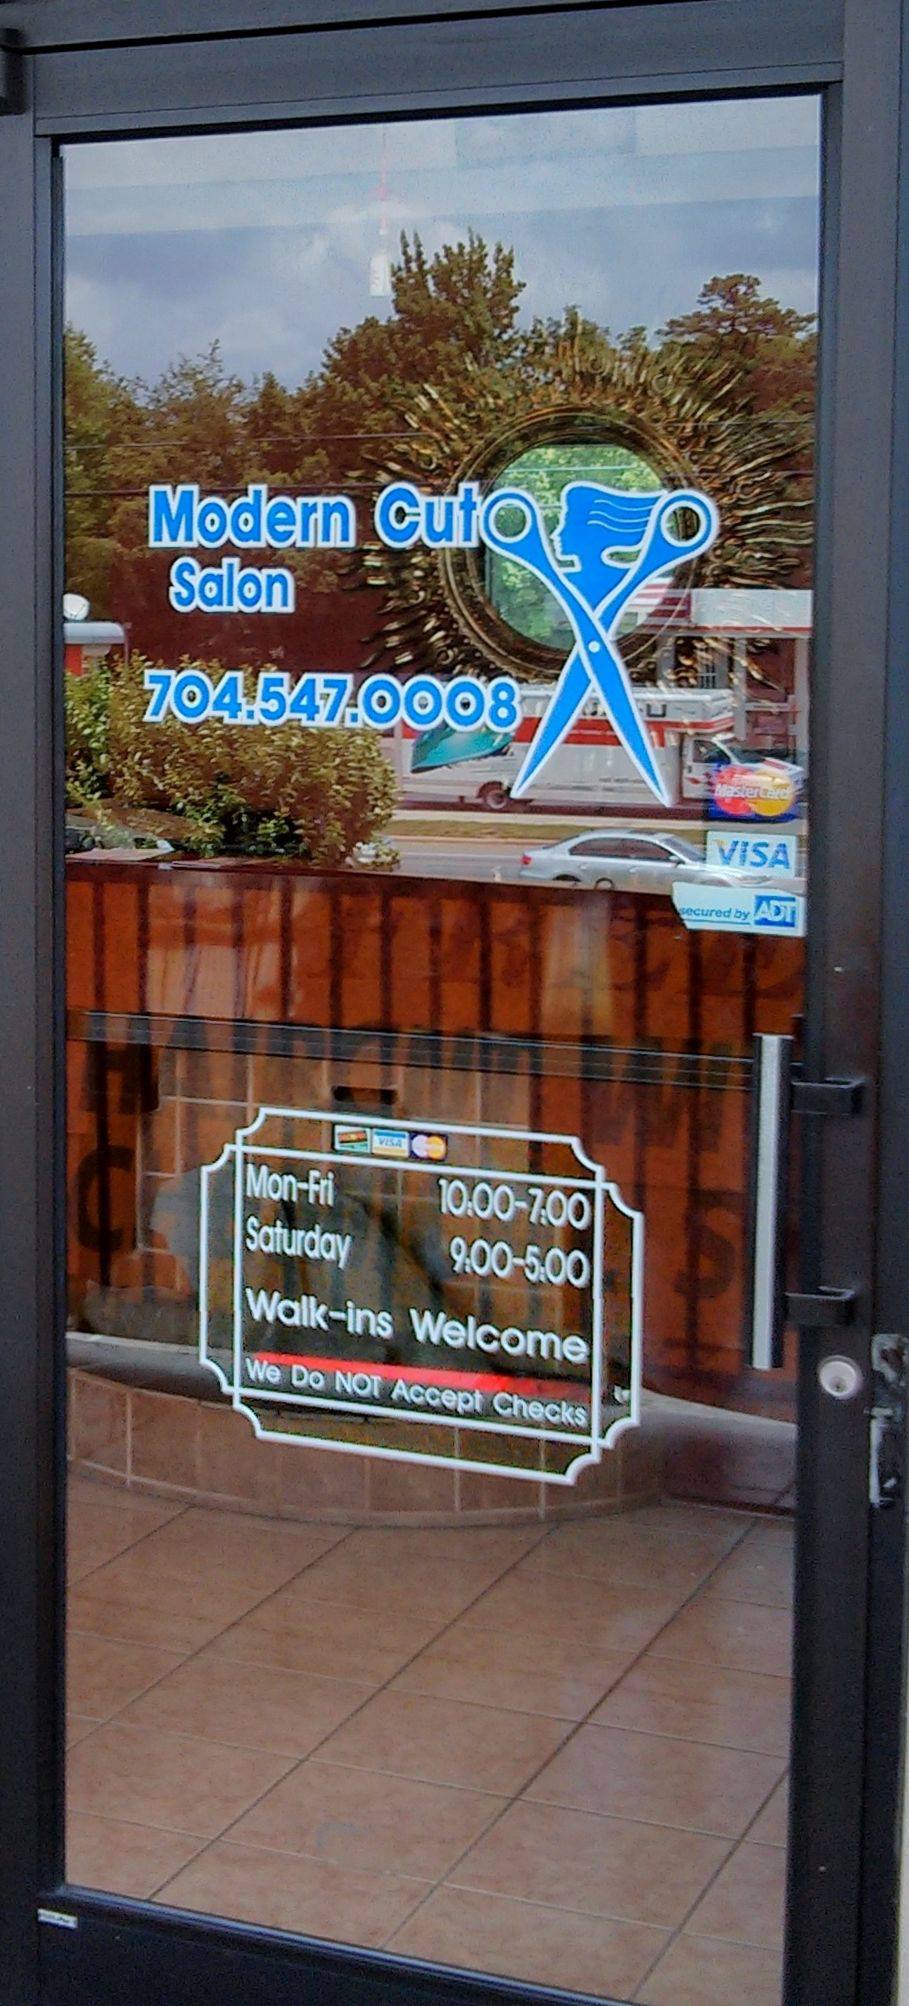 Modern Cut
Salon
704.547.0008
MasterCard
VISA
secured by ADT
VISA
Mon-Fri 10:00-7:00
Saturday 9:00-5:00
Walk-ins Welcome
We Do NOT Accept Checks